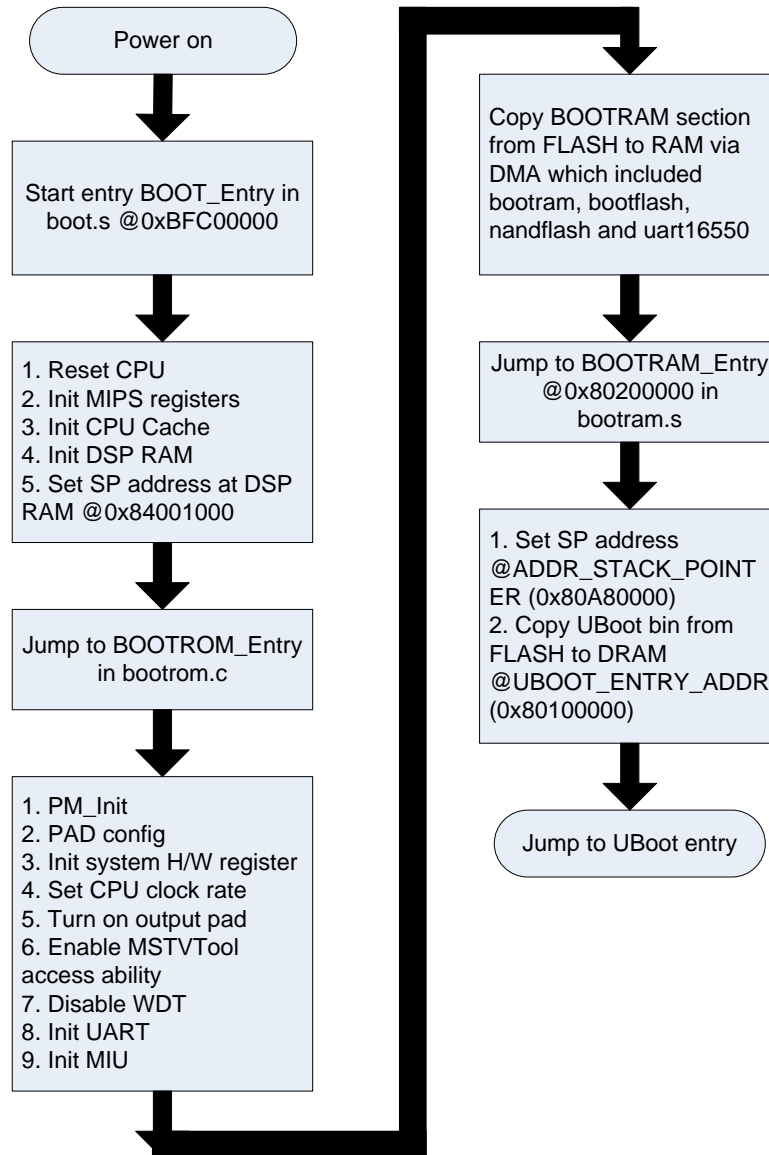 Power on
Start entry BOOT_Entry in
boot.s @0xBFC00000
1. Reset CPU
2. Init MIPS registers
3. Init CPU Cache
4. Init DSP RAM
5. Set SP address at DSP
RAM @0x84001000
Jump to BOOTROM_Entry
in bootrom.c
1. PM_Init
2. PAD config
3. Init system H/W register
4. Set CPU clock rate
5. Turn on output pad
6. Enable MSTVTool
access ability
7. Disable WDT
8. Init UART
9. Init MIU
Copy BOOTRAM section
from FLASH to RAM via
DMA which included
bootram, bootflash,
nandflash and uart16550
Jump to BOOTRAM_Entry
@0x80200000 in
bootram.s
1. Set SP address
@ADDR_STACK_POINT
ER (0x80A80000)
2. Copy UBoot bin from
FLASH to DRAM
@UBOOT_ENTRY_ADDR
(0x80100000)
Jump to UBoot entry